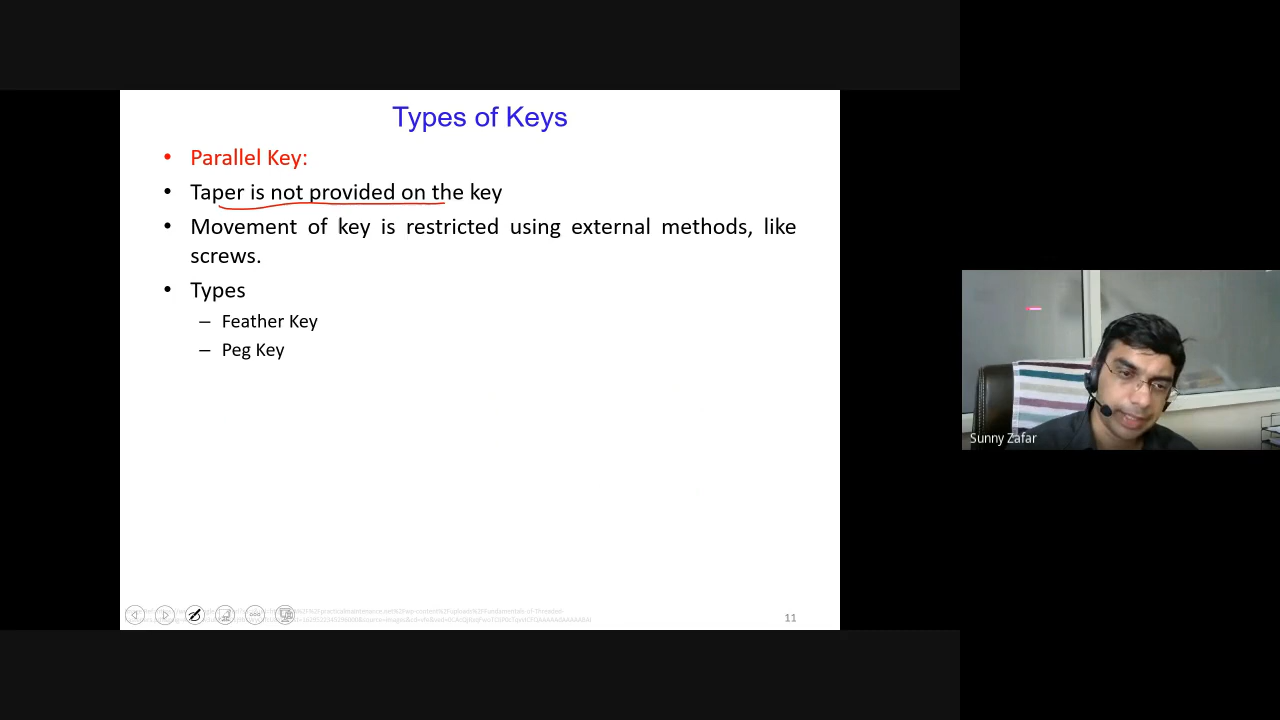 Types of Keys
• Parallel Key:
• Taper is not provided on the key
• Movement of key is restricted using external methods, like
screws.
• Types
– Feather Key
– Peg Key
Sunny Zafar
11